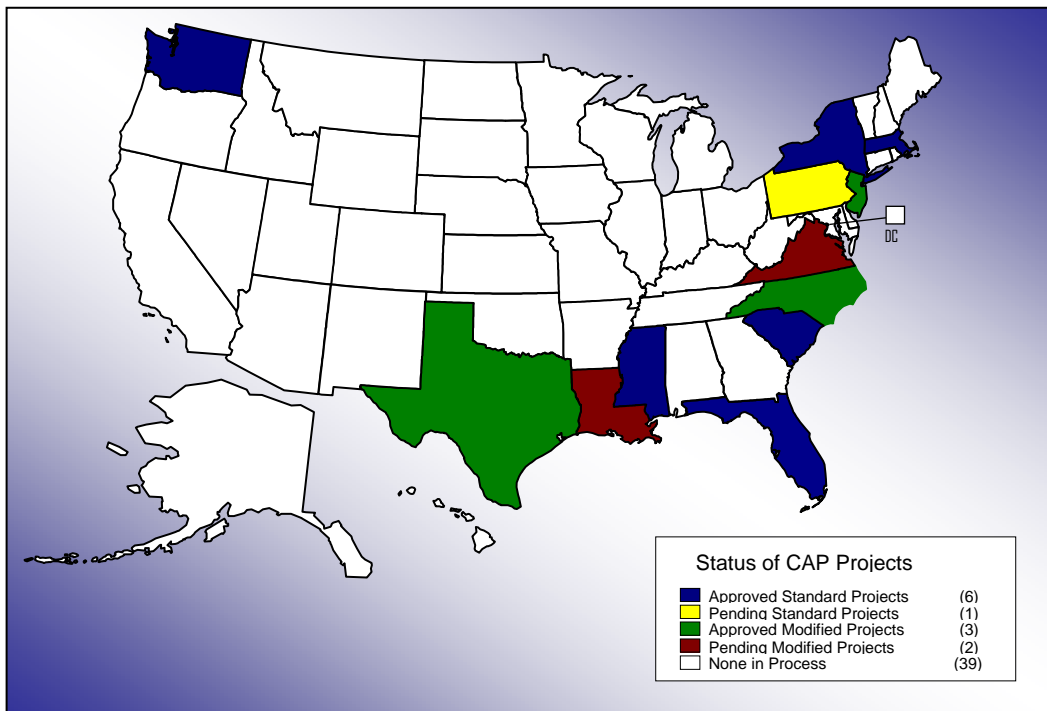 DC
Status of CAP Projects
Approved Standard Projects (6)
Pending Standard Projects (1)
Approved Modified Projects (3)
Pending Modified Projects (2)
None in Process (39)